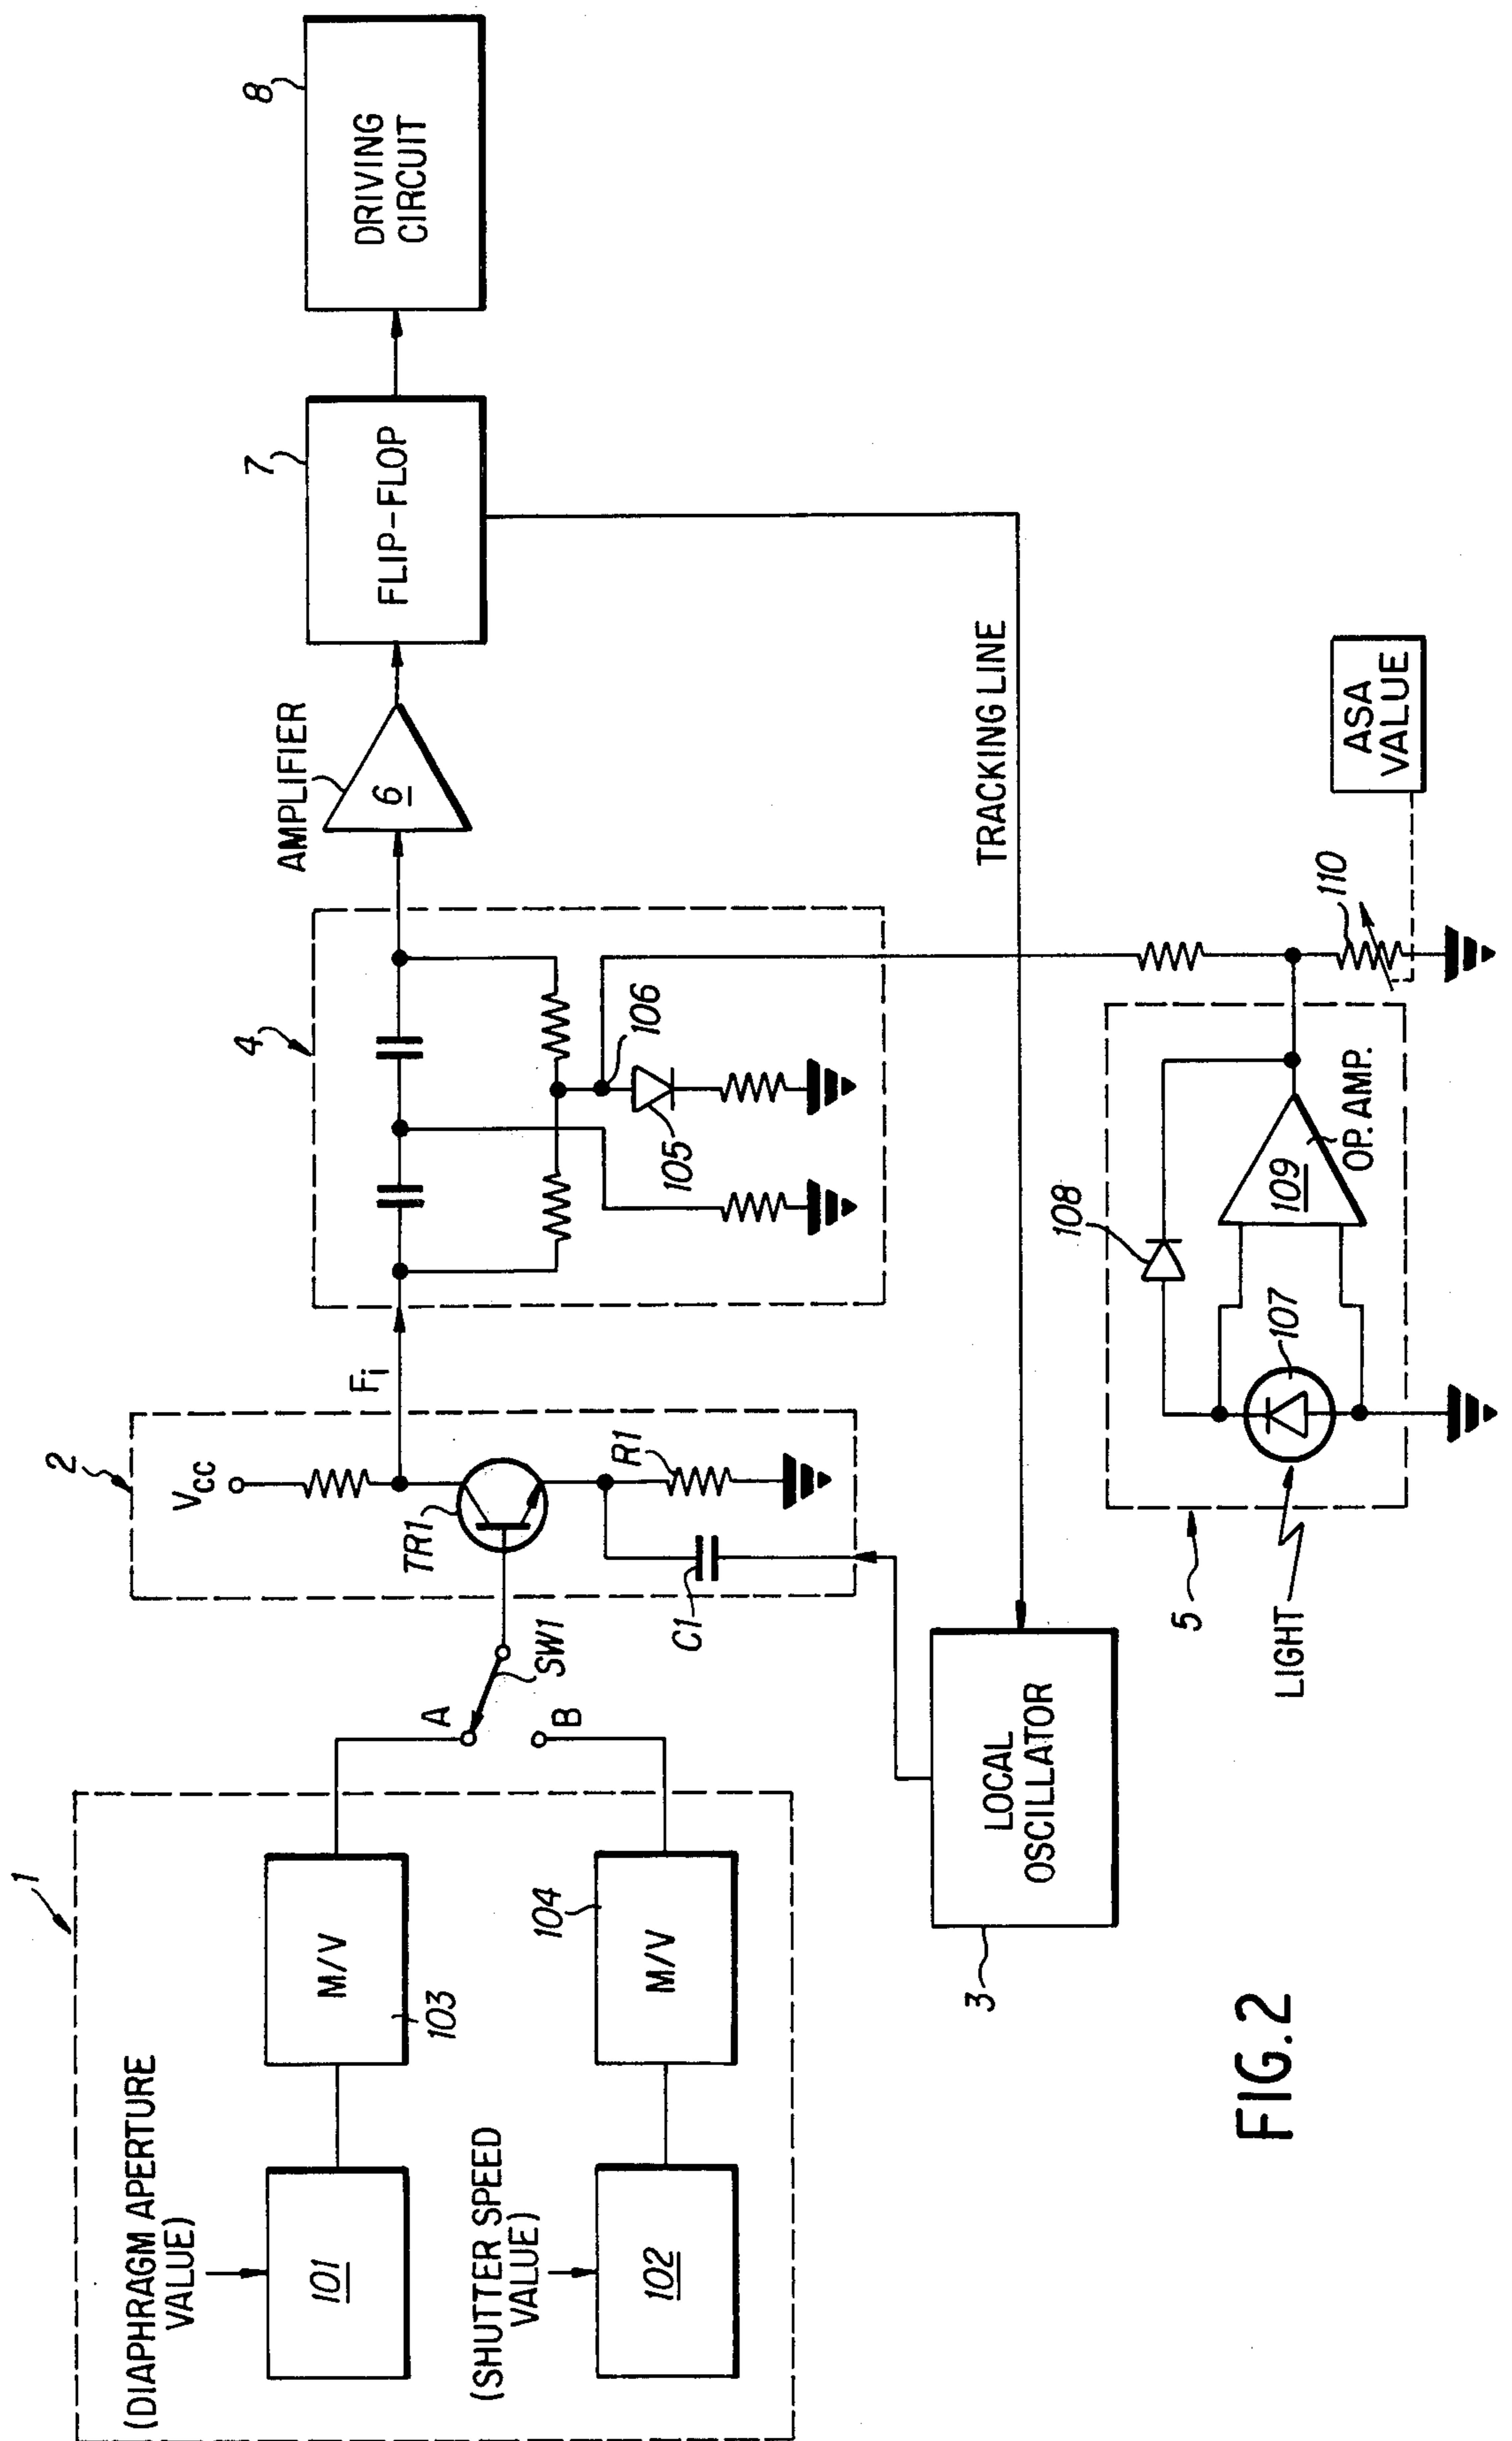 1
(DIAPHRAGM APERTURE
VALUE)
101
M/V
103
(SHUTTER SPEED
VALUE)
102
M/V
104
A
B
SW1
2
Vcc
TR1
R1
C1
Fi
3
LOCAL
OSCILLATOR
4
105
106
AMPLIFIER
6
7
FLIP-FLOP
8
DRIVING
CIRCUIT
TRACKING LINE
5
LIGHT
107
108
109
OP. AMP.
110
ASA
VALUE
FIG.2